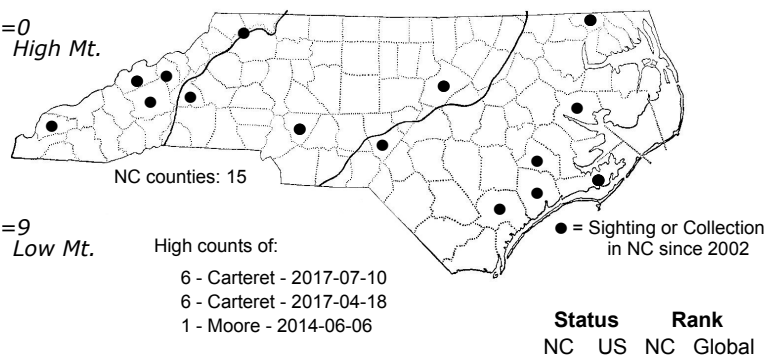 =0
High Mt.
NC counties: 15
=9
Low Mt.
High counts of:
6 - Carteret - 2017-07-10
6 - Carteret - 2017-04-18
1 - Moore - 2014-06-06
● = Sighting or Collection
in NC since 2002
Status Rank
NC US NC Global